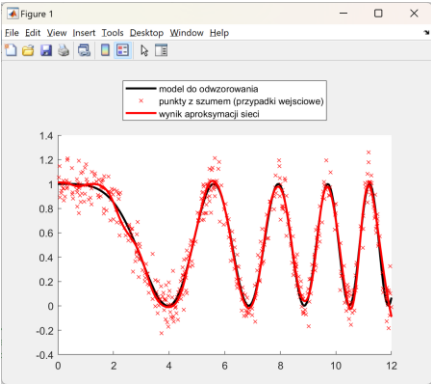 Figure 1
File Edit View Insert Tools Desktop Window Help
model do odwzorowania
punkty z szumem (przypadki wejsciowe)
wynik aproksymacji sieci
1.4
1.2
1
0.8
0.6
0.4
0.2
0
-0.2
-0.4
0 2 4 6 8 10 12